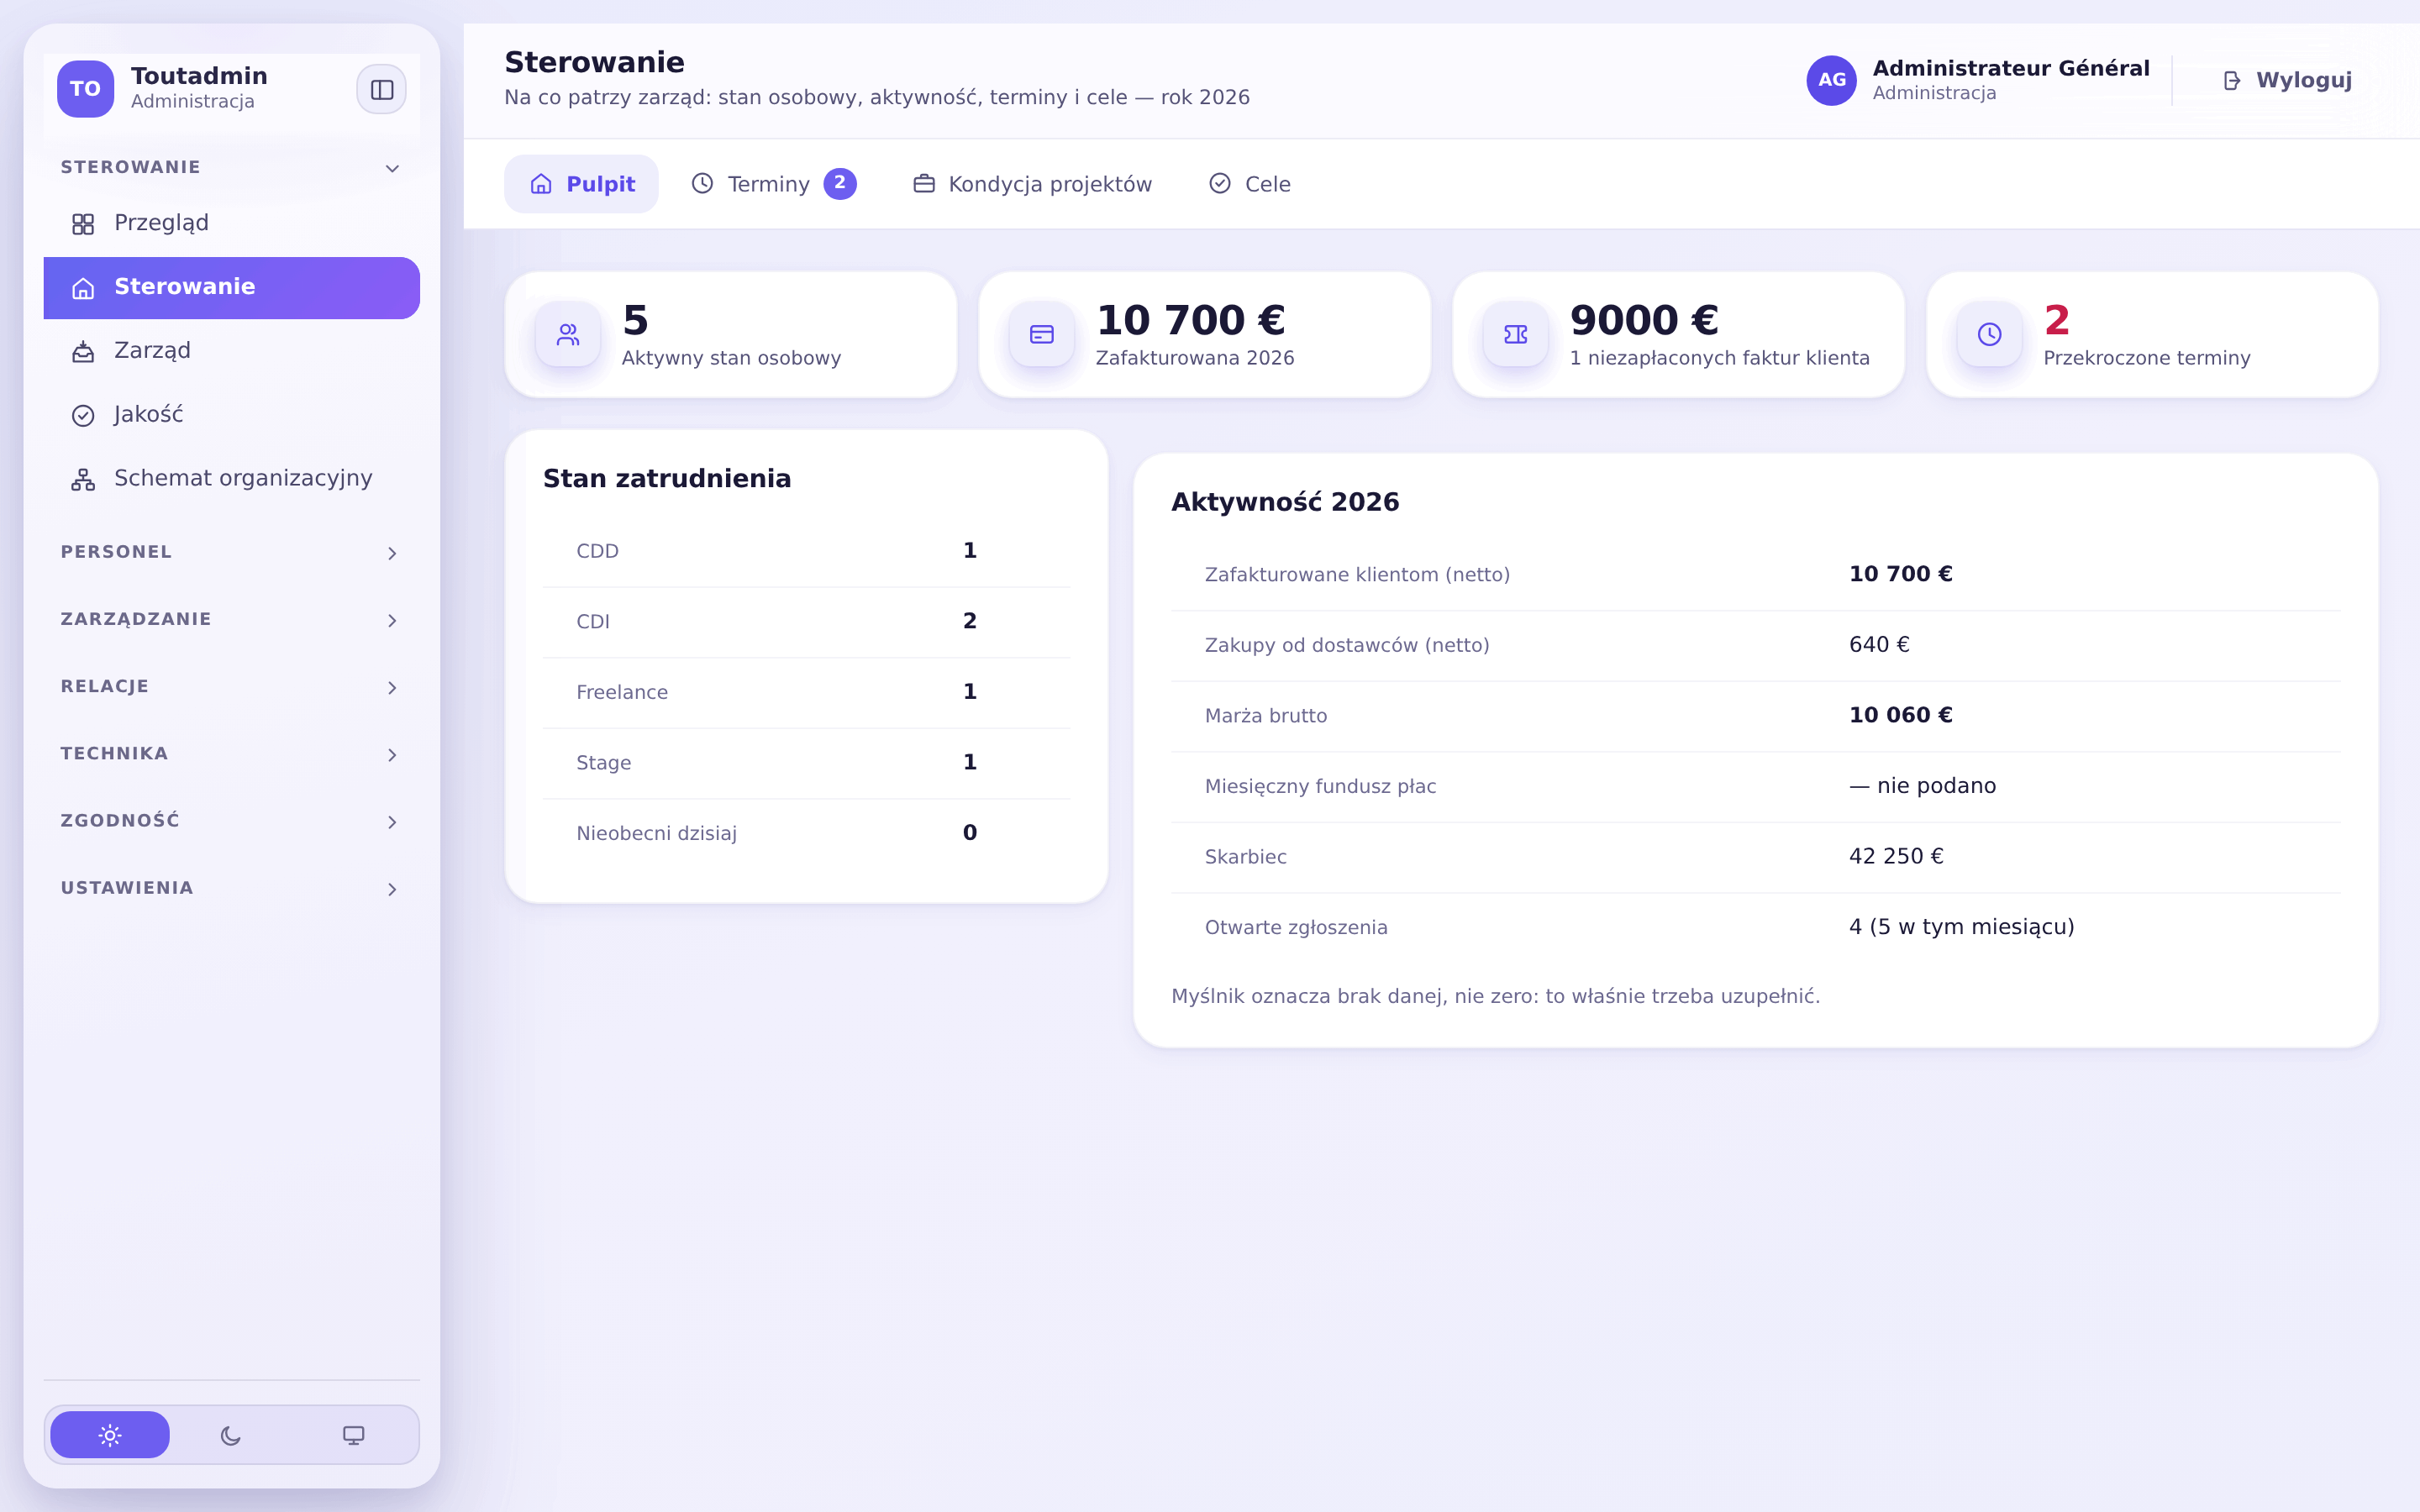 TO
Toutadmin
Administracja
STEROWANIE
Przegląd
Sterowanie
Zarząd
Jakość
Schemat organizacyjny
PERSONEL
ZARZĄDZANIE
RELACJE
TECHNIKA
ZGODNOŚĆ
USTAWIENIA
Sterowanie
Na co patrzy zarząd: stan osobowy, aktywność, terminy i cele — rok 2026
AG
Administrateur Général
Administracja
Wyloguj
Pulpit
Terminy 2
Kondycja projektów
Cele
5
Aktywny stan osobowy
10 700 €
Zafakturowana 2026
9000 €
1 niezapłaconych faktur klienta
2
Przekroczone terminy
Stan zatrudnienia
CDD 1
CDI 2
Freelance 1
Stage 1
Nieobecni dzisiaj 0
Aktywność 2026
Zafakturowane klientom (netto) 10 700 €
Zakupy od dostawców (netto) 640 €
Marża brutto 10 060 €
Miesięczny fundusz płac — nie podano
Skarbiec 42 250 €
Otwarte zgłoszenia 4 (5 w tym miesiącu)
Myślnik oznacza brak danej, nie zero: to właśnie trzeba uzupełnić.